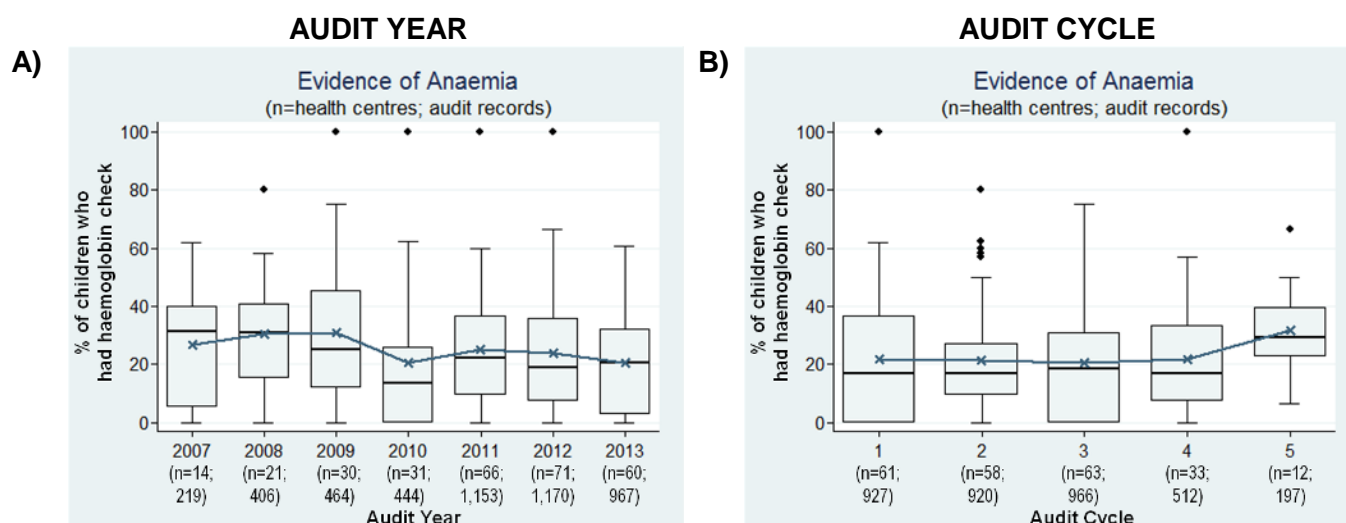 AUDIT YEAR
A)
Evidence of Anaemia
(n=health centres; audit records)
% of children who
had haemoglobin check
100
80
60
40
20
0
2007 2008 2009 2010 2011 2012 2013
(n=14; (n=21; (n=30; (n=31; (n=66; (n=71; (n=60;
219) 406) 464) 444) 1,153) 1,170) 967)
Audit Year
AUDIT CYCLE
B)
Evidence of Anaemia
(n=health centres; audit records)
% of children who
had haemoglobin check
100
80
60
40
20
0
1 2 3 4 5
(n=61; (n=58; (n=63; (n=33; (n=12;
927) 920) 966) 512) 197)
Audit Cycle